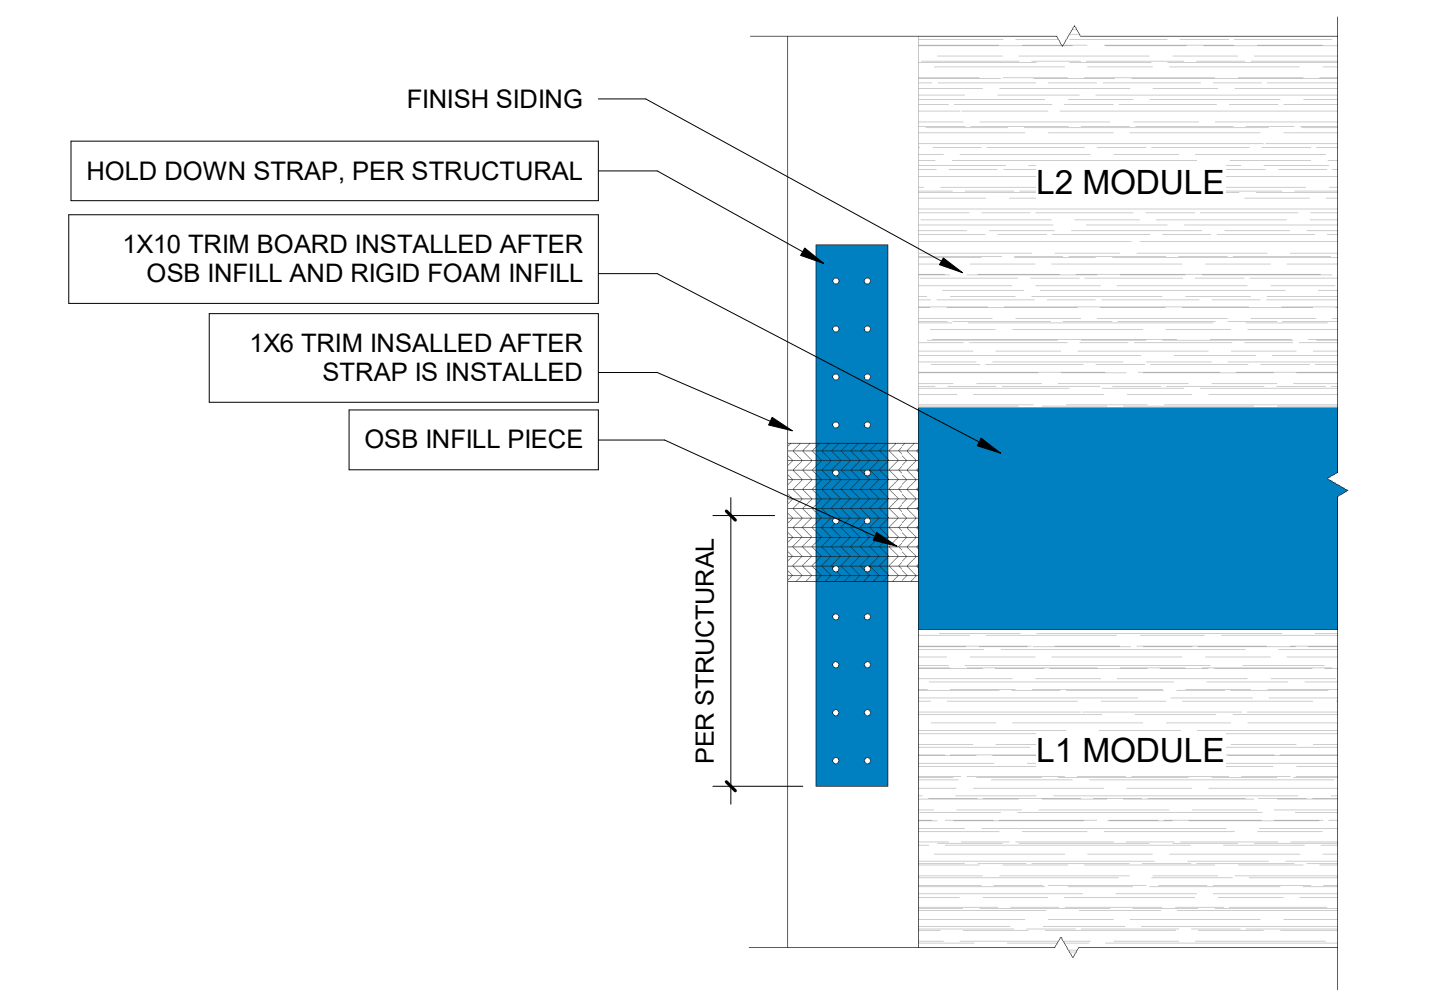 FINISH SIDING
HOLD DOWN STRAP, PER STRUCTURAL
1X10 TRIM BOARD INSTALLED AFTER
OSB INFILL AND RIGID FOAM INFILL
1X6 TRIM INSALLED AFTER
STRAP IS INSTALLED
OSB INFILL PIECE
PER STRUCTURAL
L2 MODULE
L1 MODULE